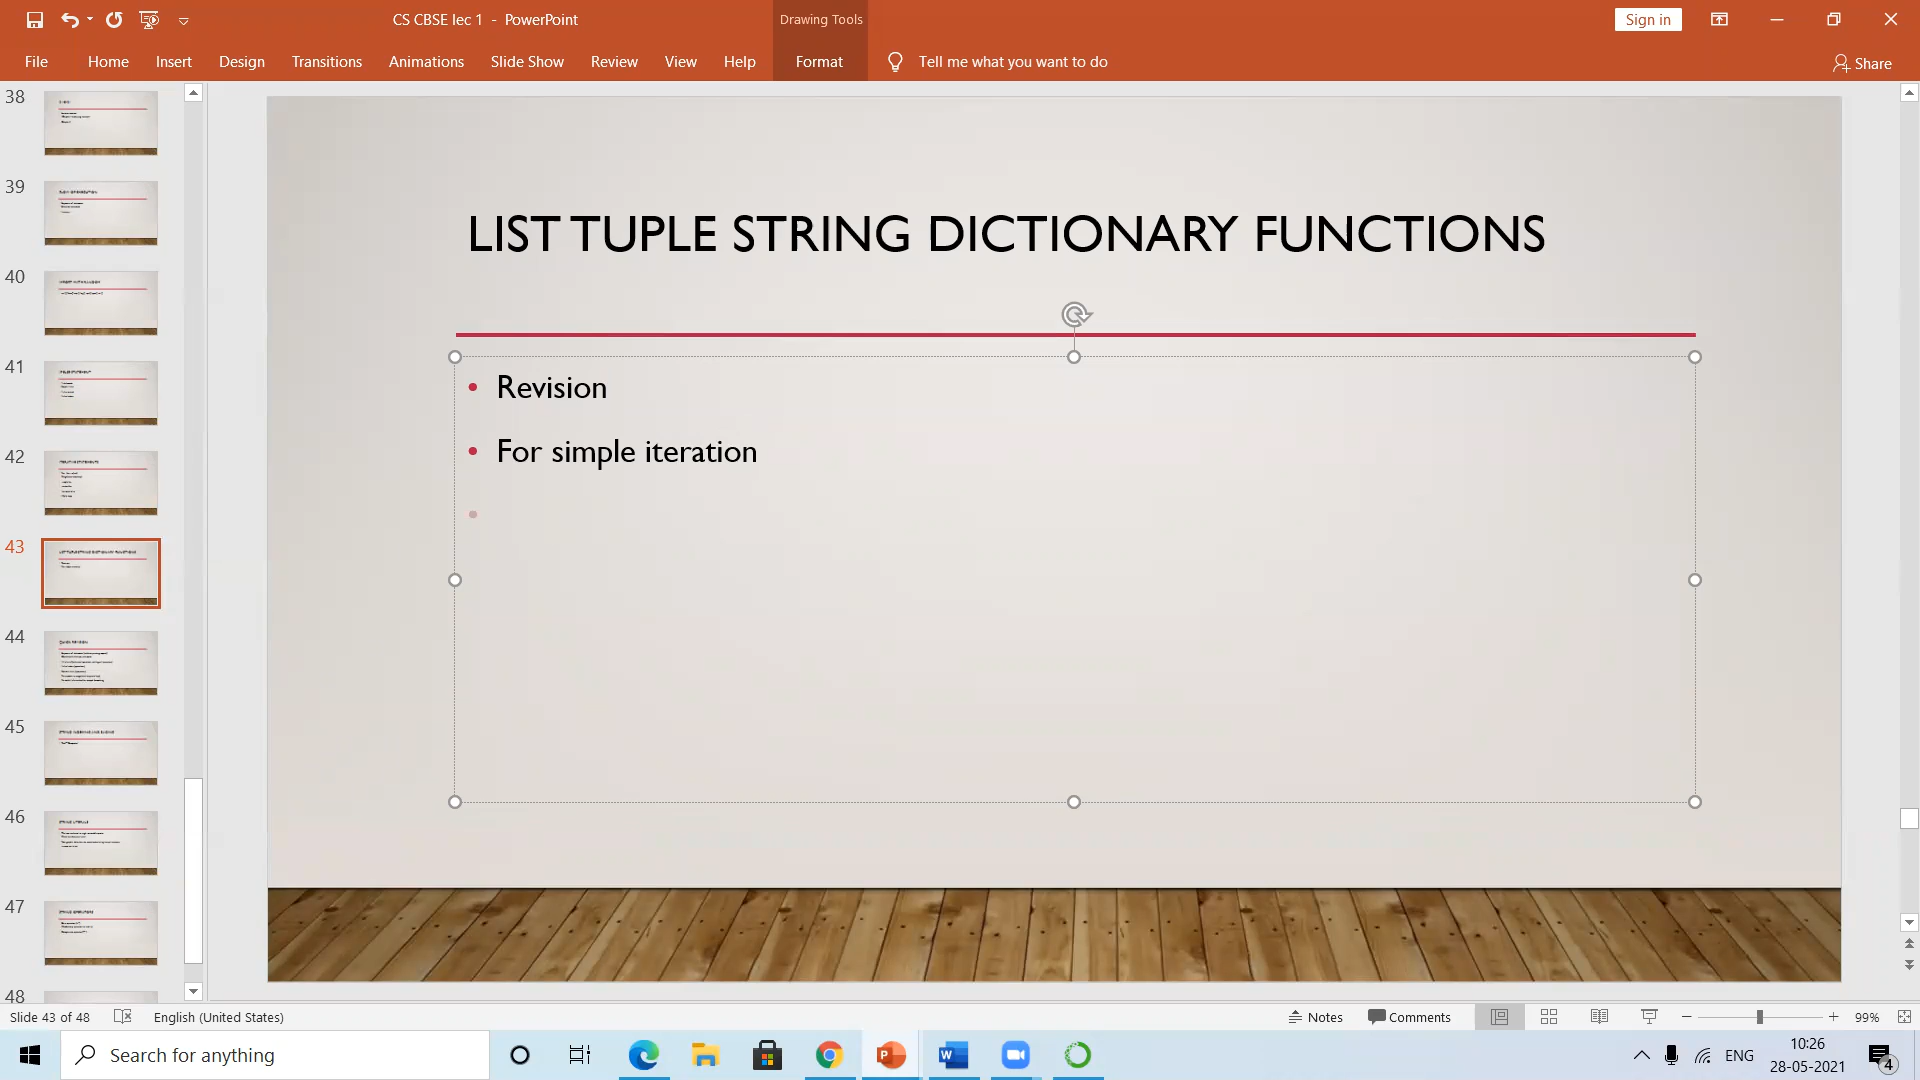 CS CBSE lec 1 - PowerPoint
Drawing Tools
Sign in
File Home Insert Design Transitions Animations Slide Show Review View Help Format Tell me what you want to do Share
38
39
40
41
42
43
44
45
46
47
48
LIST TUPLE STRING DICTIONARY FUNCTIONS
• Revision
• For simple iteration
Slide 43 of 48 English (United States) Notes Comments 99%
Search for anything
ENG
10:26
28-05-2021
4